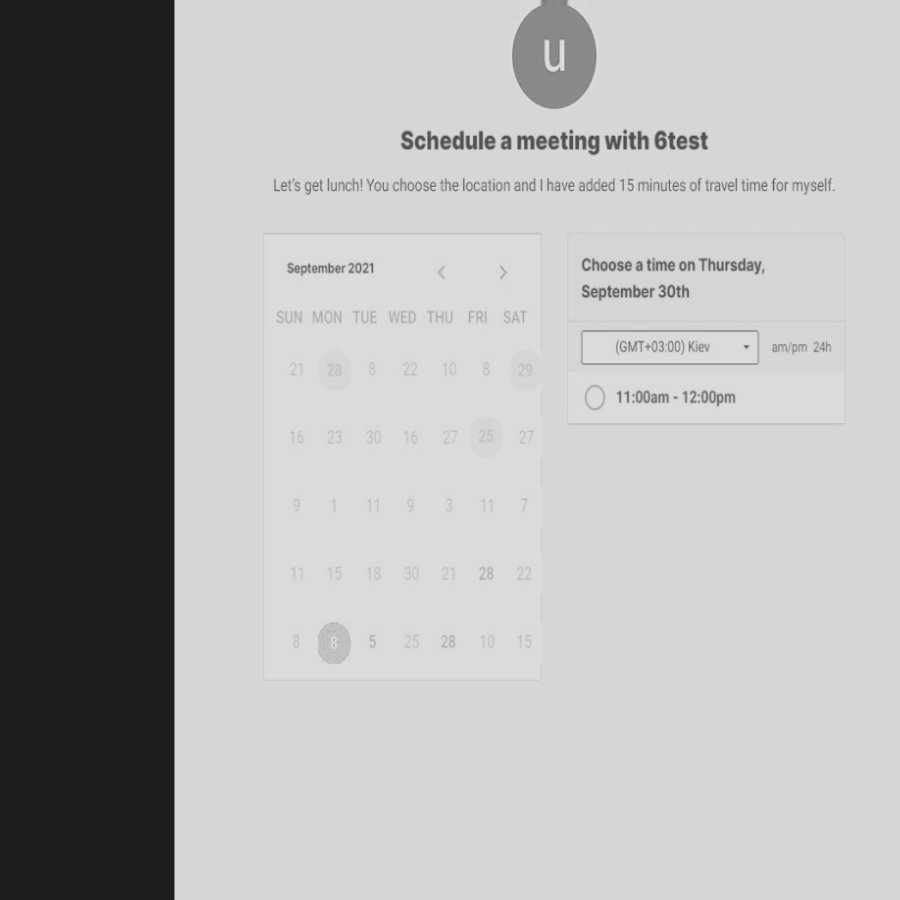 u
Schedule a meeting with 6test
Let's get lunch! You choose the location and I have added 15 minutes of travel time for myself.
September 2021
SUN MON TUE WED THU FRI SAT
21 28 8 22 10 8 29
16 23 30 16 27 25 27
9 1 11 9 3 11 7
11 15 18 30 21 28 22
8 8 5 25 28 10 15
Choose a time on Thursday,
September 30th
(GMT+03:00) Kiev am/pm 24h
11:00am - 12:00pm